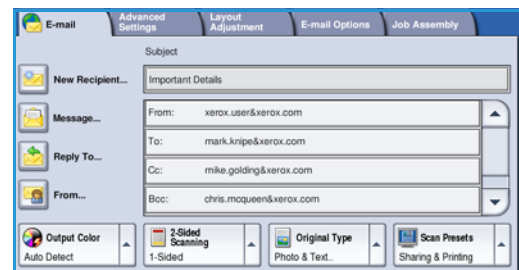 E-mail
Advanced Settings
Layout Adjustment
E-mail Options
Job Assembly
Subject
New Recipient...
Important Details
Message...
From: xerox.user&xerox.com
To: mark.knipe&xerox.com
Reply To...
Cc: mike.golding&xerox.com
From...
Bcc: chris.mcqueen&xerox.com
Output Color
Auto Detect
2-Sided Scanning
1-Sided
Original Type
Photo & Text..
Scan Presets
Sharing & Printing